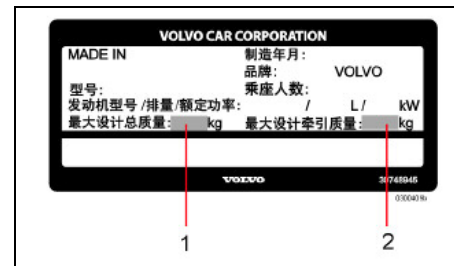 VOLVO CAR CORPORATION
MADE IN 制造年月:
品牌: VOLVO
型号: 乘座人数:
发动机型号 /排量/额定功率: / L/ kW
最大设计总质量: kg 最大设计牵引质量: kg
VOLVO 30748945
0300409b
1 2